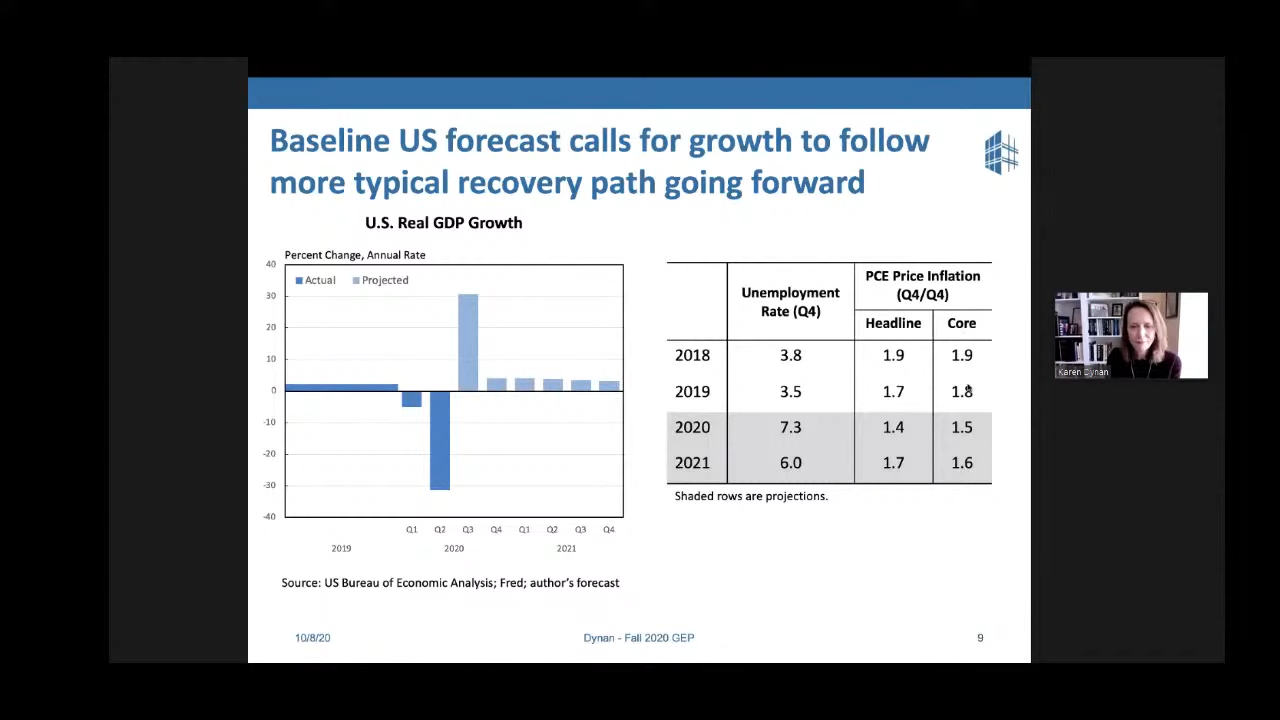 Baseline US forecast calls for growth to follow
more typical recovery path going forward
U.S. Real GDP Growth
Percent Change, Annual Rate
Actual Projected
40
30
20
10
0
-10
-20
-30
-40
Q1 Q2 Q3 Q4 Q1 Q2 Q3 Q4
2019 2020 2021
Source: US Bureau of Economic Analysis; Fred; author's forecast
Unemployment
Rate (Q4)
PCE Price Inflation
(Q4/Q4)
Headline Core
2018 3.8 1.9 1.9
2019 3.5 1.7 1.8
2020 7.3 1.4 1.5
2021 6.0 1.7 1.6
Shaded rows are projections.
Karen Dynan
10/8/20 Dynan - Fall 2020 GEP 9